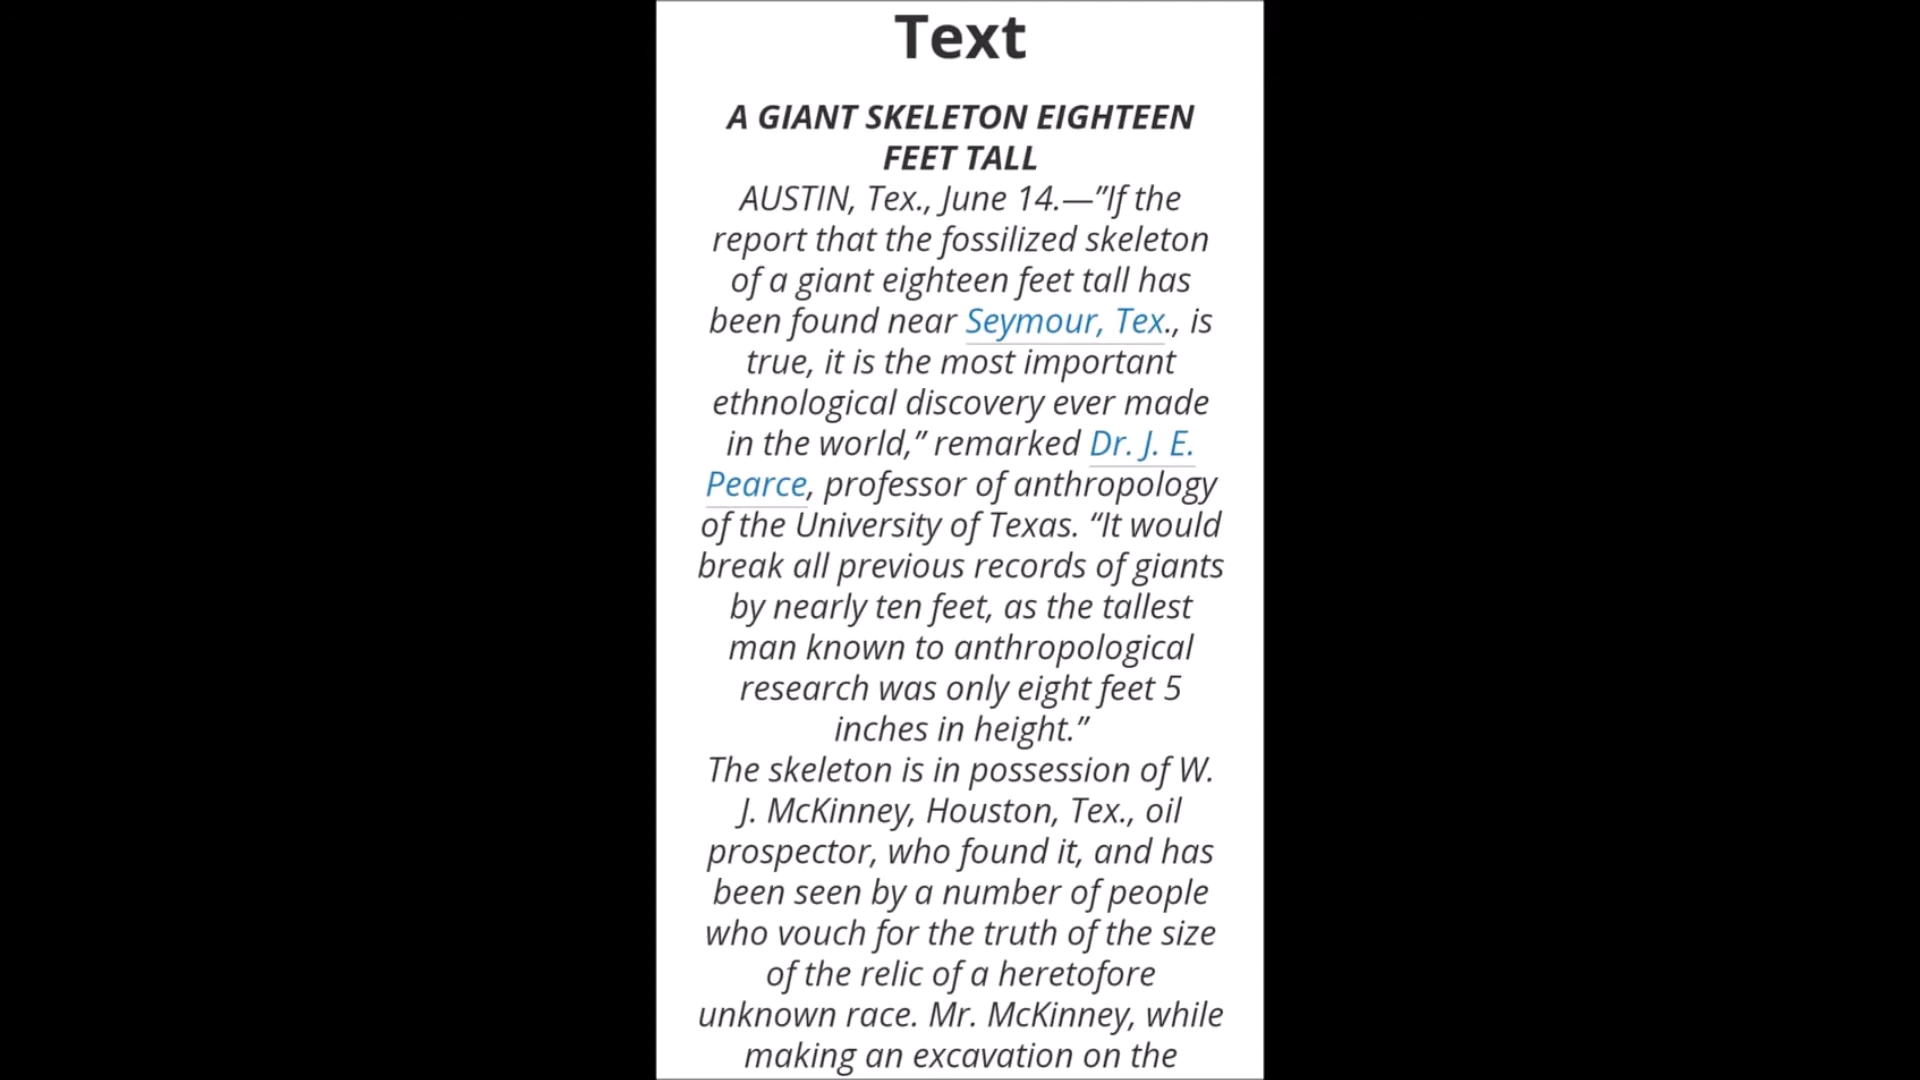 Text
A GIANT SKELETON EIGHTEEN
FEET TALL
AUSTIN, Tex., June 14.—”If the
report that the fossilized skeleton
of a giant eighteen feet tall has
been found near Seymour, Tex., is
true, it is the most important
ethnological discovery ever made
in the world,” remarked Dr. J. E.
Pearce, professor of anthropology
of the University of Texas. “It would
break all previous records of giants
by nearly ten feet, as the tallest
man known to anthropological
research was only eight feet 5
inches in height.”
The skeleton is in possession of W.
J. McKinney, Houston, Tex., oil
prospector, who found it, and has
been seen by a number of people
who vouch for the truth of the size
of the relic of a heretofore
unknown race. Mr. McKinney, while
making an excavation on the